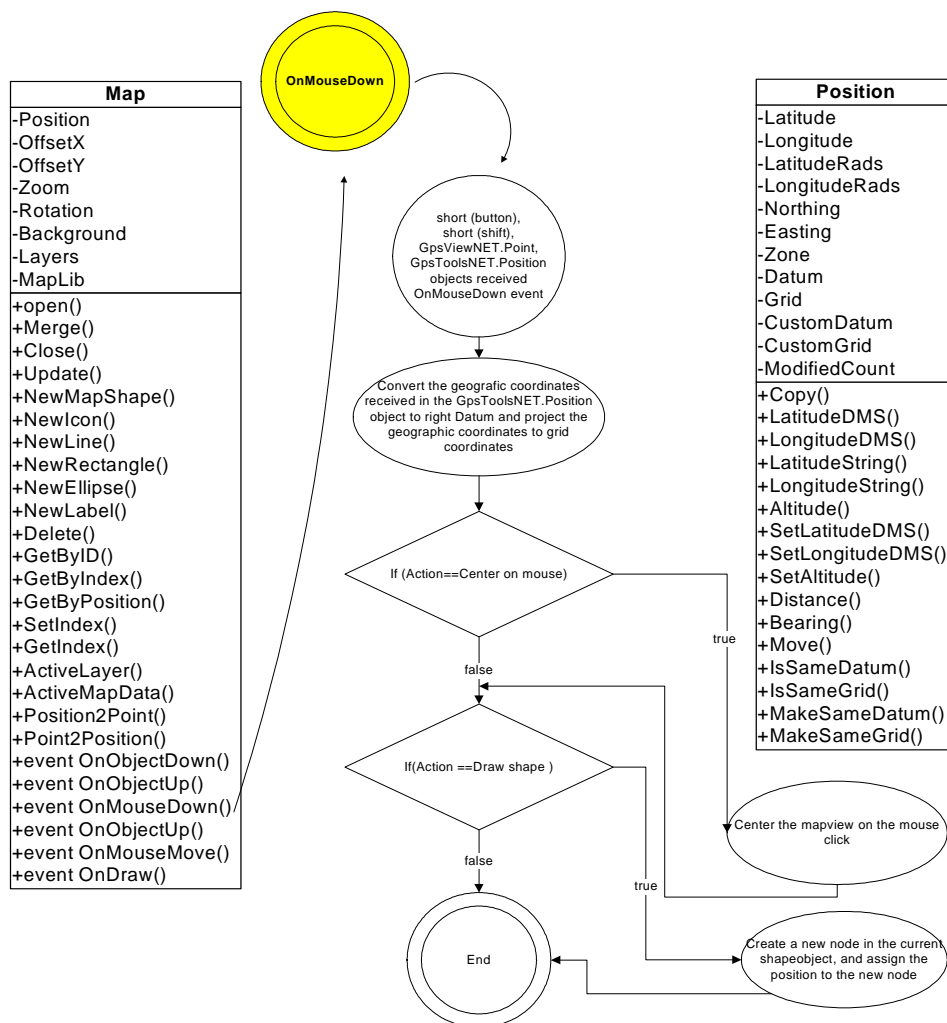 Map
-Position
-OffsetX
-OffsetY
-Zoom
-Rotation
-Background
-Layers
-MapLib
+open()
+Merge()
+Close()
+Update()
+NewMapShape()
+NewIcon()
+NewLine()
+NewRectangle()
+NewEllipse()
+NewLabel()
+Delete()
+GetByID()
+GetByIndex()
+GetByPosition()
+SetIndex()
+GetIndex()
+ActiveLayer()
+ActiveMapData()
+Position2Point()
+Point2Position()
+event OnObjectDown()
+event OnObjectUp()
+event OnMouseDown()
+event OnObjectUp()
+event OnMouseMove()
+event OnDraw()
OnMouseDown
short (button),
short (shift),
GpsViewNET.Point,
GpsToolsNET.Position
objects received
OnMouseDown event
Convert the geografic coordinates
received in the GpsToolsNET.Position
object to right Datum and project the
geographic coordinates to grid
coordinates
If (Action==Center on mouse)
true
false
If(Action ==Draw shape )
false
true
End
Position
-Latitude
-Longitude
-LatitudeRads
-LongitudeRads
-Northing
-Easting
-Zone
-Datum
-Grid
-CustomDatum
-CustomGrid
-ModifiedCount
+Copy()
+LatitudeDMS()
+LongitudeDMS()
+LatitudeString()
+LongitudeString()
+Altitude()
+SetLatitudeDMS()
+SetLongitudeDMS()
+SetAltitude()
+Distance()
+Bearing()
+Move()
+IsSameDatum()
+IsSameGrid()
+MakeSameDatum()
+MakeSameGrid()
Center the mapview on the mouse
click
Create a new node in the current
shapeobject, and assign the
position to the new node